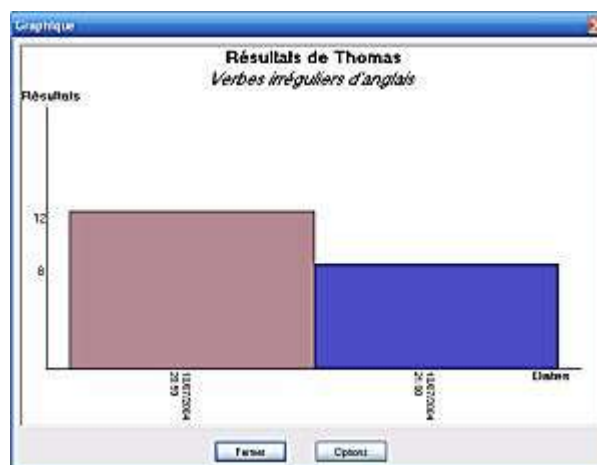 Graphique
Résultats de Thomas
Verbes irréguliers d'anglais
Résultats
12
8
Dates
Fermer
Options